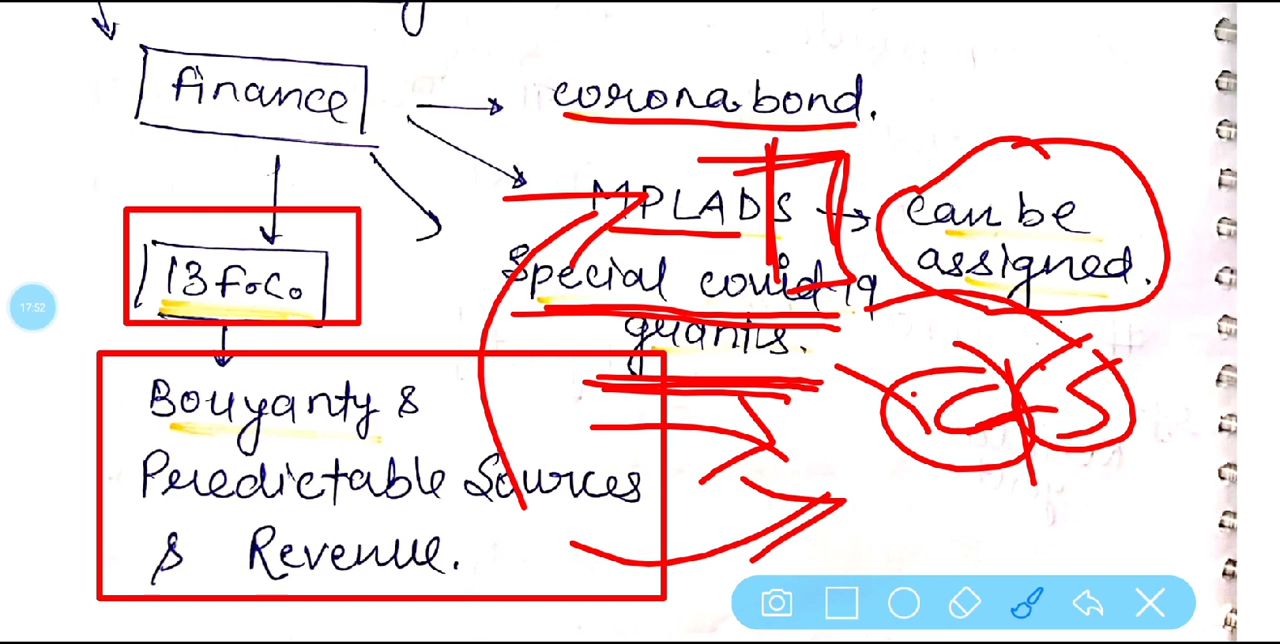 finance
corona bond.
MPLADS → can be
assigned.
Special covid-19
grants.
13 F.C.
Bouyanty &
Predictable Sources
& Revenue.
17:52